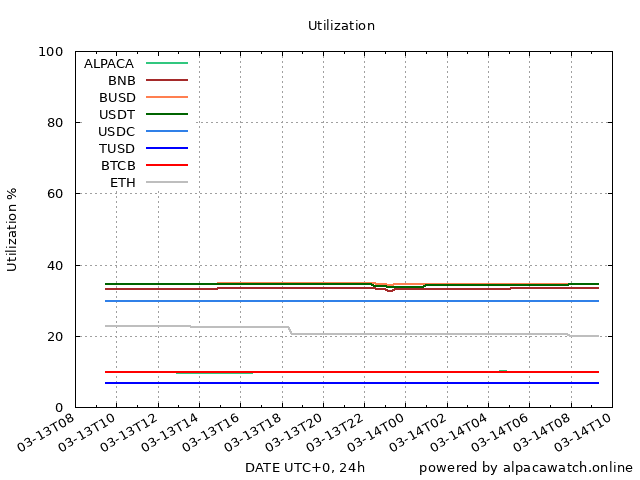 Utilization
100
80
60
40
20
0
Utilization %
ALPACA
BNB
BUSD
USDT
USDC
TUSD
BTCB
ETH
03-13T08
03-13T10
03-13T12
03-13T14
03-13T16
03-13T18
03-13T20
03-13T22
03-14T00
03-14T02
03-14T04
03-14T06
03-14T08
03-14T10
DATE UTC+0, 24h
powered by alpacawatch.online